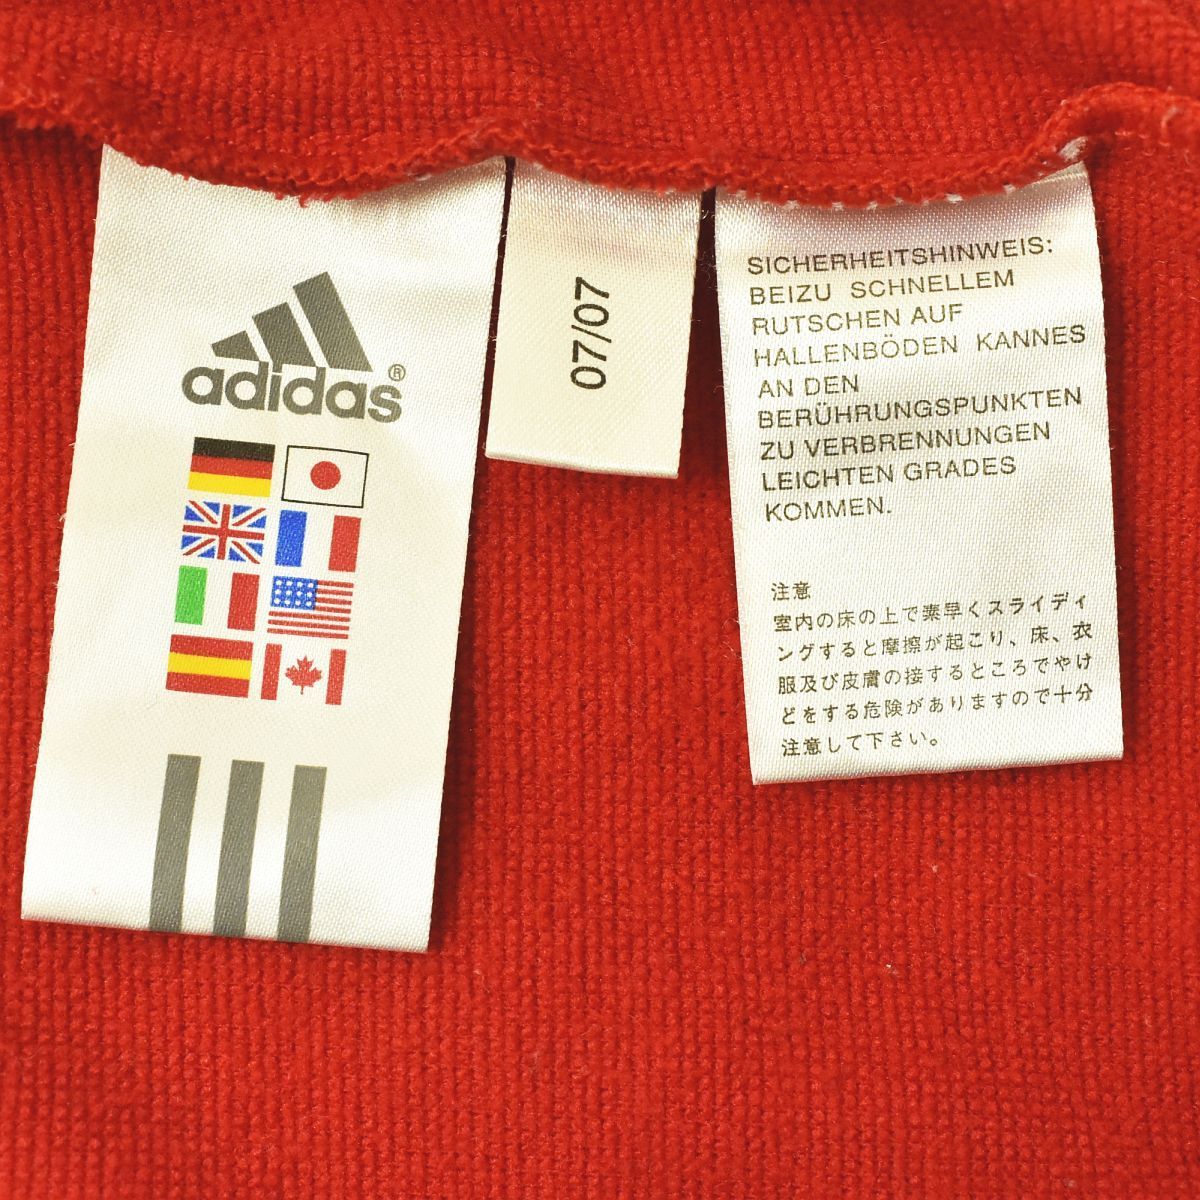 adidas®
07/07
SICHERHEITSHINWEIS:
BEIZU SCHNELLEM
RUTSCHEN AUF
HALLENBÖDEN KANNES
AN DEN
BERÜHRUNGSPUNKTEN
ZU VERBRENNUNGEN
LEICHTEN GRADES
KOMMEN.
注意
室内の床の上で素早くスライディ
ングすると摩擦が起こり、床、衣
服及び皮膚の接するところでやけ
どをする危険がありますので十分
注意して下さい。